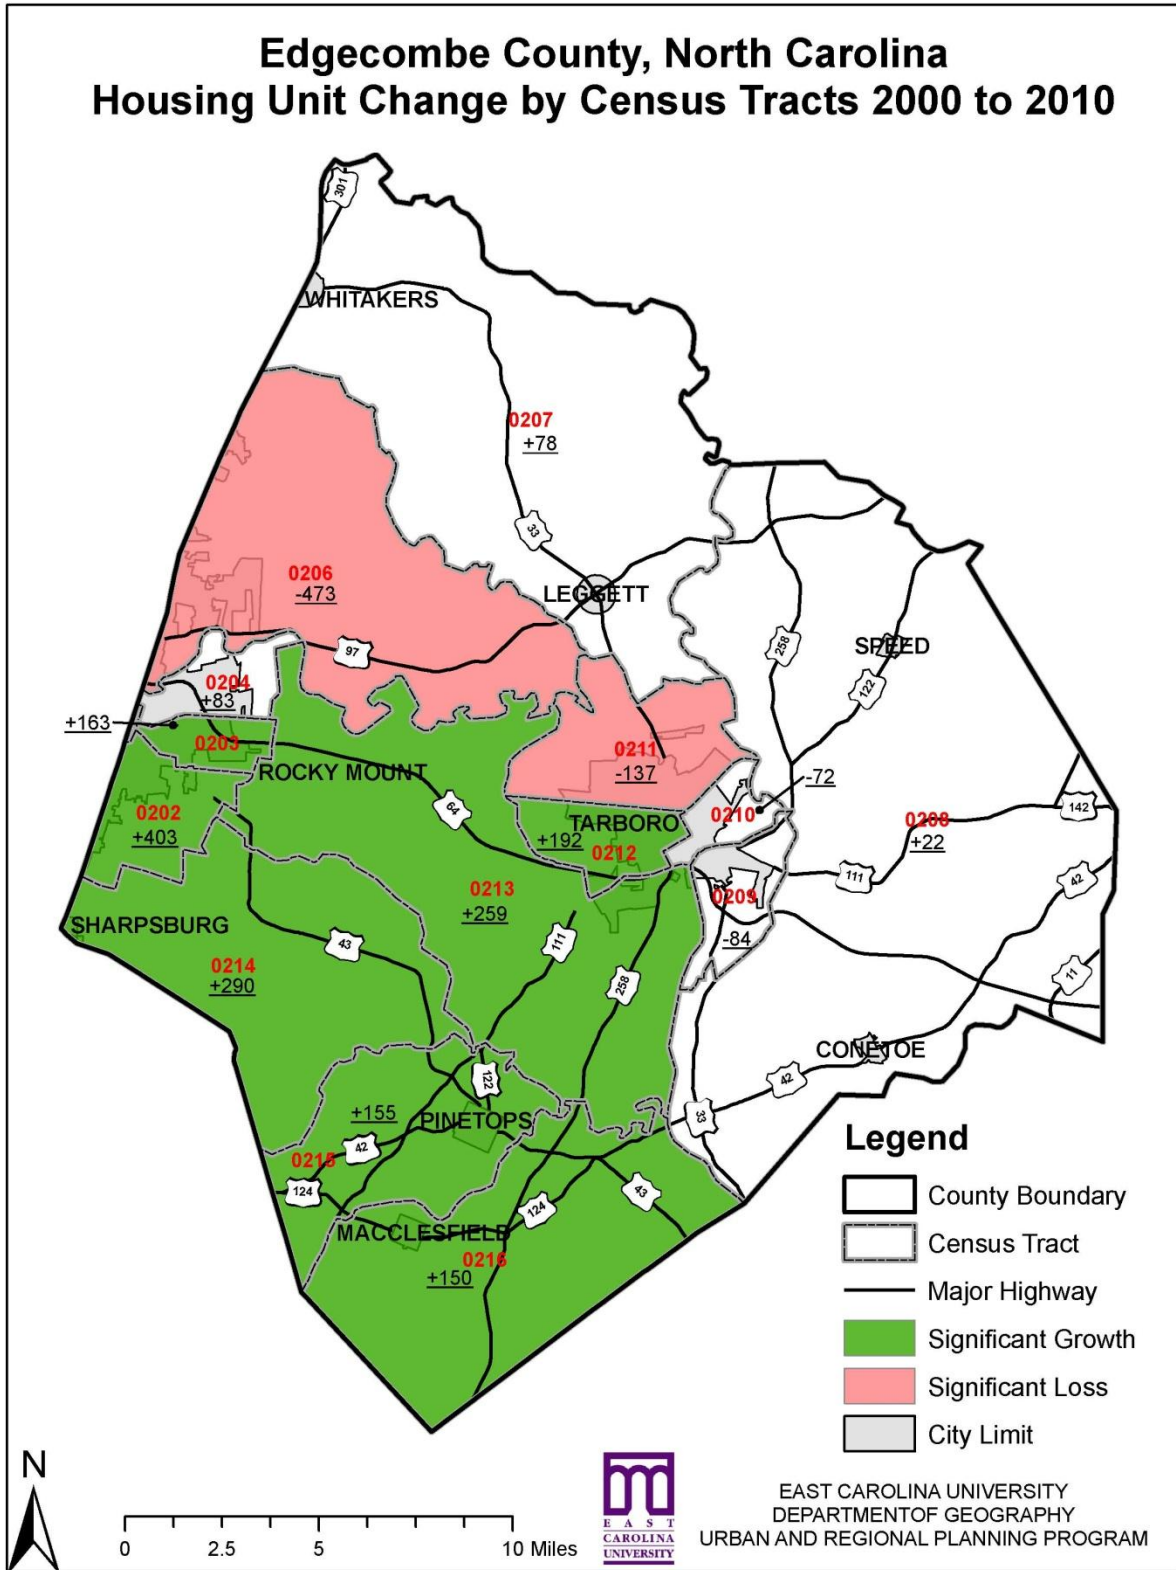 Edgecombe County, North Carolina
Housing Unit Change by Census Tracts 2000 to 2010
301
WHITAKERS
0207
+78
33
0206
-473
LEGGETT
258
SPEED
97
122
0204
+83
+163
0203
0211
-137
ROCKY MOUNT
-72
0202
+403
64
TARBORO
+192
0212
0210
0208
+22
142
0213
+259
0209
111
42
SHARPSBURG
43
111
-84
0214
+290
258
11
CONETOE
122
42
+155
PINETOPS
33
42
0215
124
43
124
MACCLESFIELD
0216
+150
Legend
County Boundary
Census Tract
Major Highway
Significant Growth
Significant Loss
City Limit
N
0 2.5 5 10 Miles
EAST
CAROLINA
UNIVERSITY
EAST CAROLINA UNIVERSITY
DEPARTMENTOF GEOGRAPHY
URBAN AND REGIONAL PLANNING PROGRAM